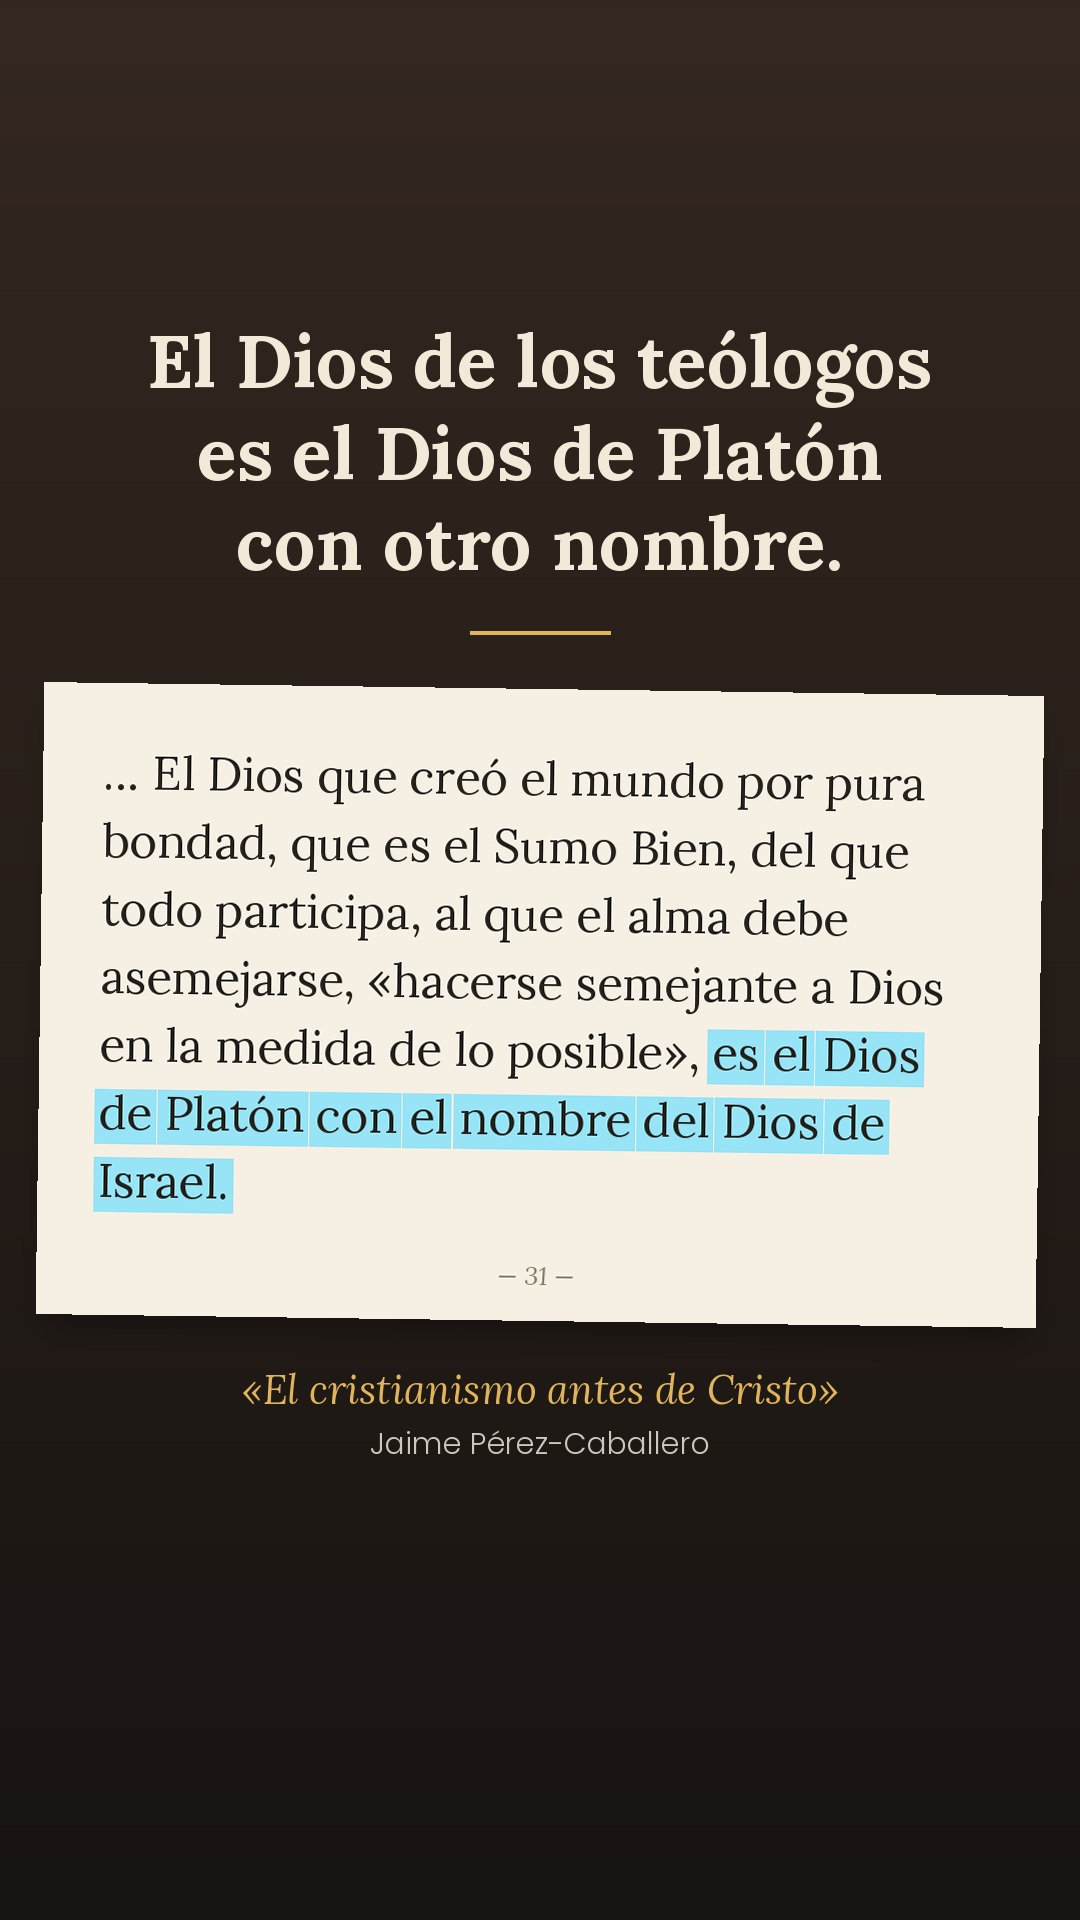 El Dios de los teólogos
es el Dios de Platón
con otro nombre.
... El Dios que creó el mundo por pura
bondad, que es el Sumo Bien, del que
todo participa, al que el alma debe
asemejarse, «hacerse semejante a Dios
en la medida de lo posible», es el Dios
de Platón con el nombre del Dios de
Israel.
— 31 —
«El cristianismo antes de Cristo»
Jaime Pérez-Caballero